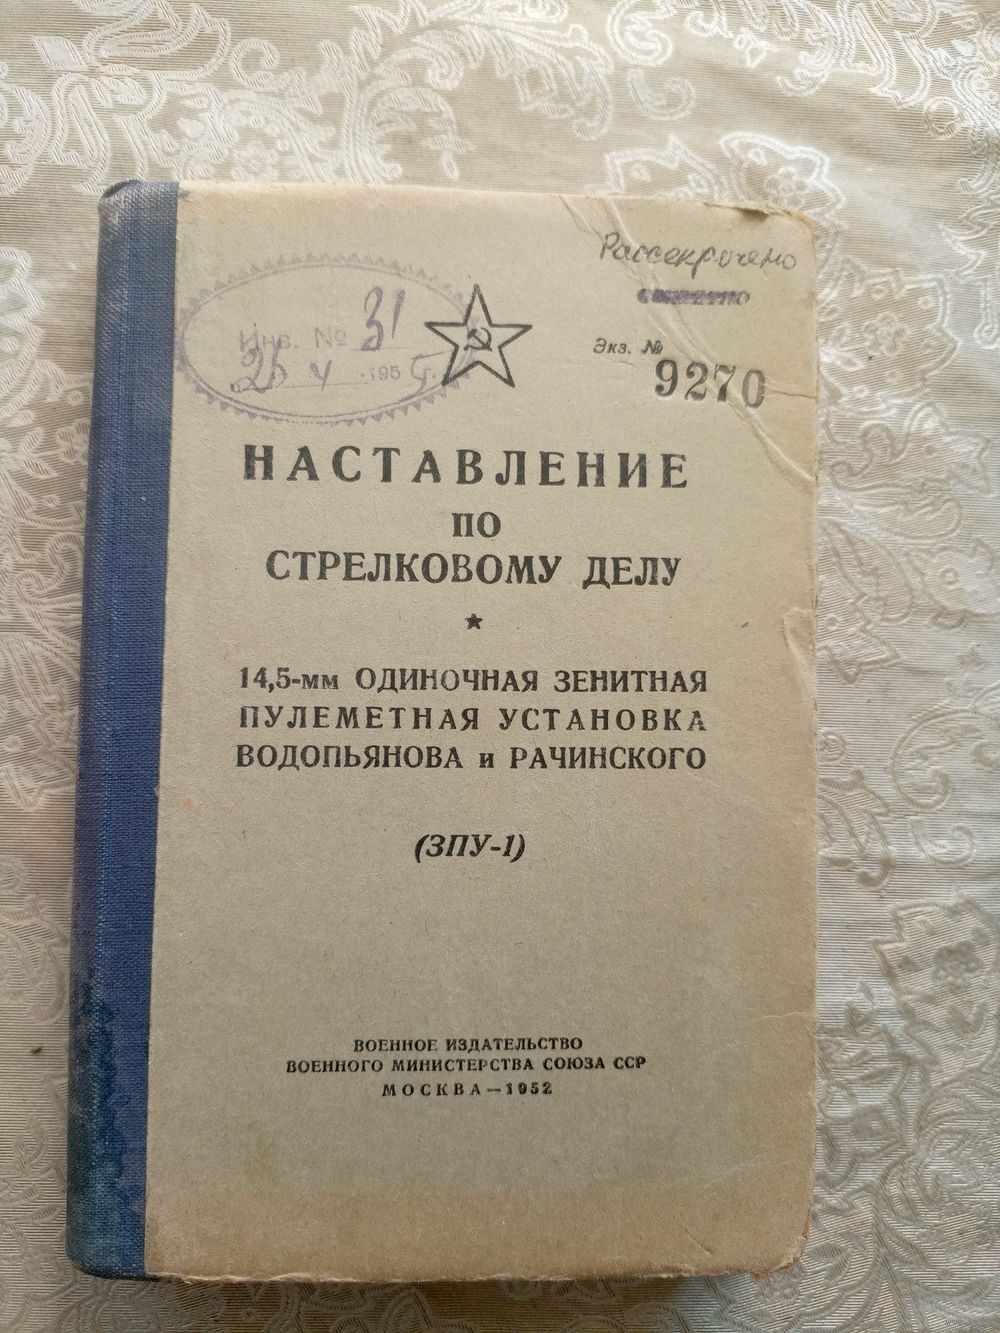 Рассекречено
Экз. №
9270
Инв. № 31
25 V 1955 г.
НАСТАВЛЕНИЕ
ПО
СТРЕЛКОВОМУ ДЕЛУ
14,5-мм ОДИНОЧНАЯ ЗЕНИТНАЯ
ПУЛЕМЕТНАЯ УСТАНОВКА
ВОДОПЬЯНОВА и РАЧИНСКОГО
(ЗПУ-1)
ВОЕННОЕ ИЗДАТЕЛЬСТВО
ВОЕННОГО МИНИСТЕРСТВА СОЮЗА ССР
МОСКВА—1952